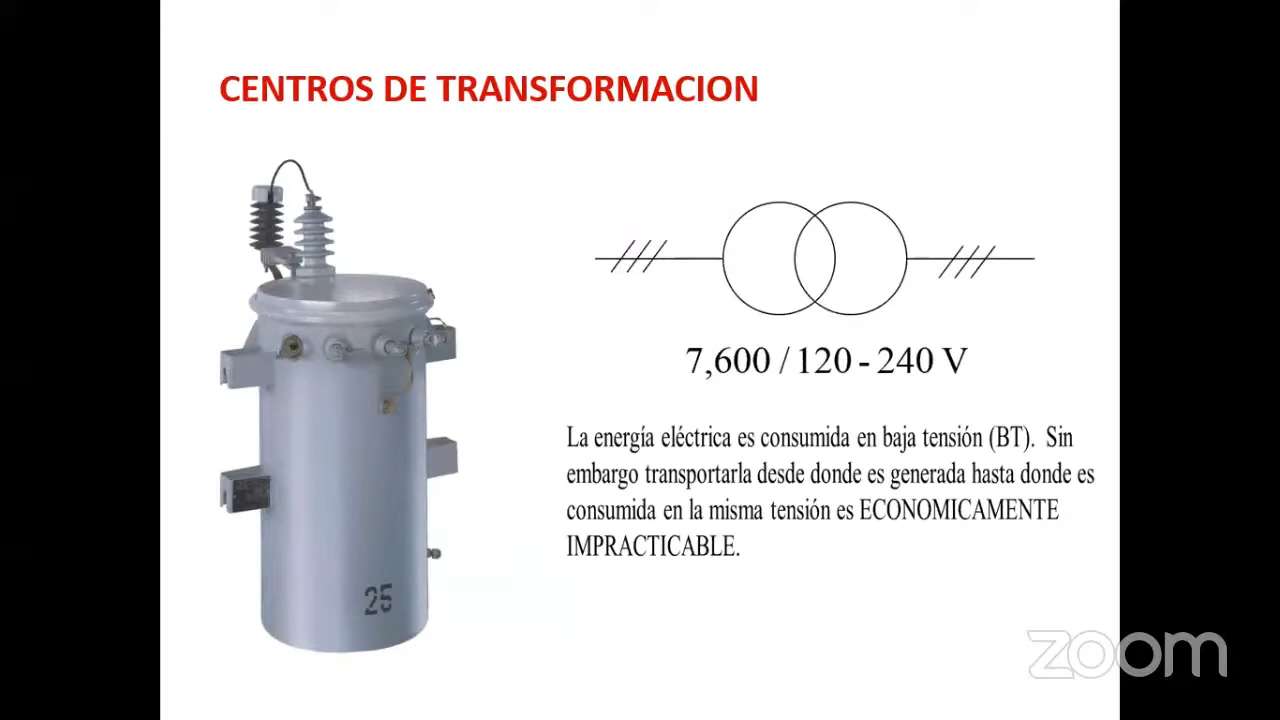 CENTROS DE TRANSFORMACION
7,600 / 120 - 240 V
La energía eléctrica es consumida en baja tensión (BT). Sin
embargo transportarla desde donde es generada hasta donde es
consumida en la misma tensión es ECONOMICAMENTE
IMPRACTICABLE.
25
zoom